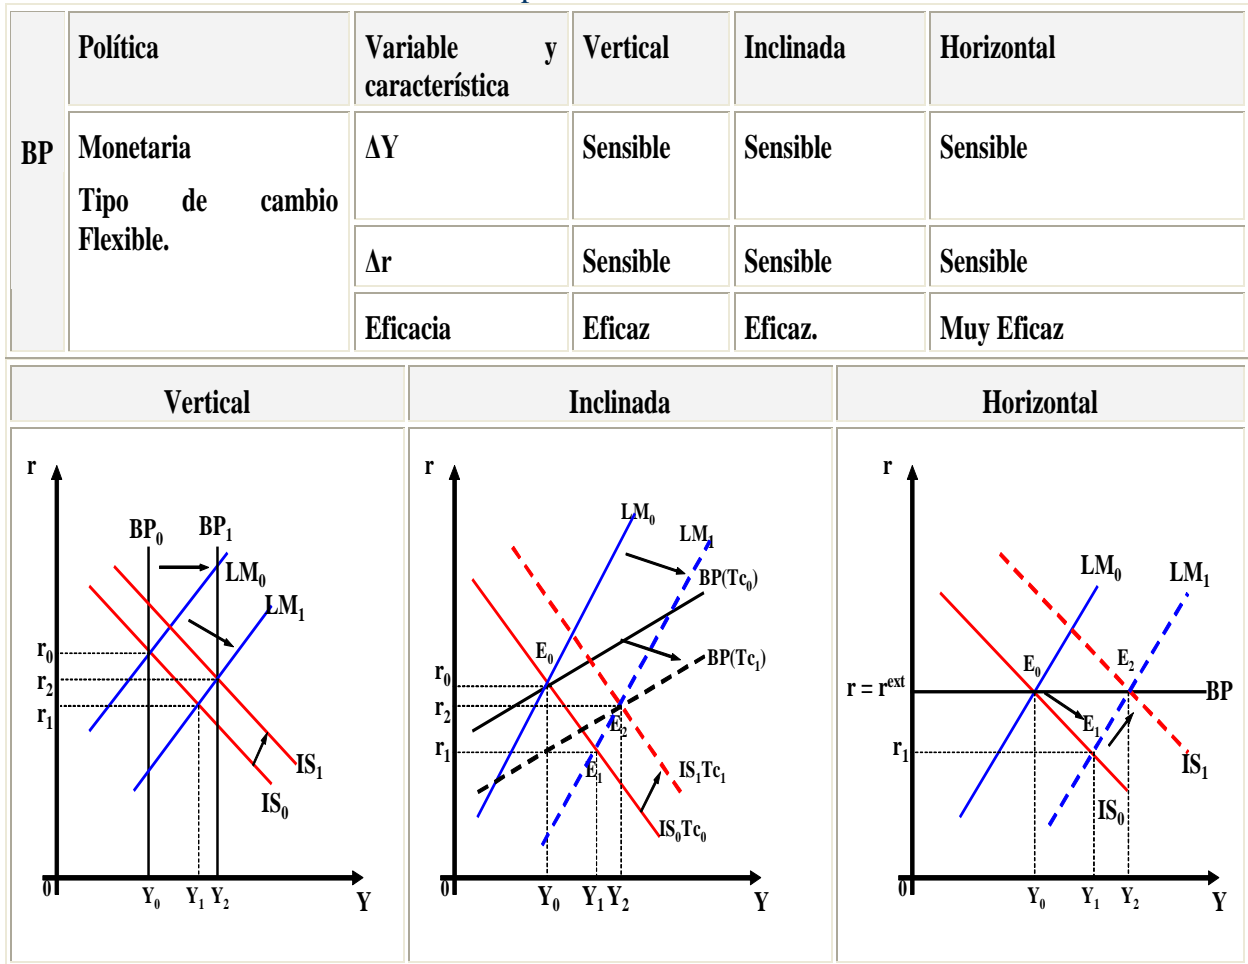 Política
Variable y
característica
Vertical
Inclinada
Horizontal
BP
Monetaria
Tipo de cambio
Flexible.
ΔY
Sensible
Sensible
Sensible
Δr
Sensible
Sensible
Sensible
Eficacia
Eficaz
Eficaz.
Muy Eficaz
Vertical
Inclinada
Horizontal
r
BP₀
BP₁
LM₀
LM₁
r₀
r₂
r₁
IS₁
IS₀
0
Y₀
Y₁
Y₂
Y
r
LM₀
LM₁
BP(Tc₀)
E₀
BP(Tc₁)
r₀
r₂
E₂
r₁
E₁
IS₁Tc₁
IS₀Tc₀
0
Y₀
Y₁
Y₂
Y
r
LM₀
LM₁
E₀
E₂
r = rᵉˣᵗ
BP
E₁
r₁
IS₁
IS₀
0
Y₀
Y₁
Y₂
Y